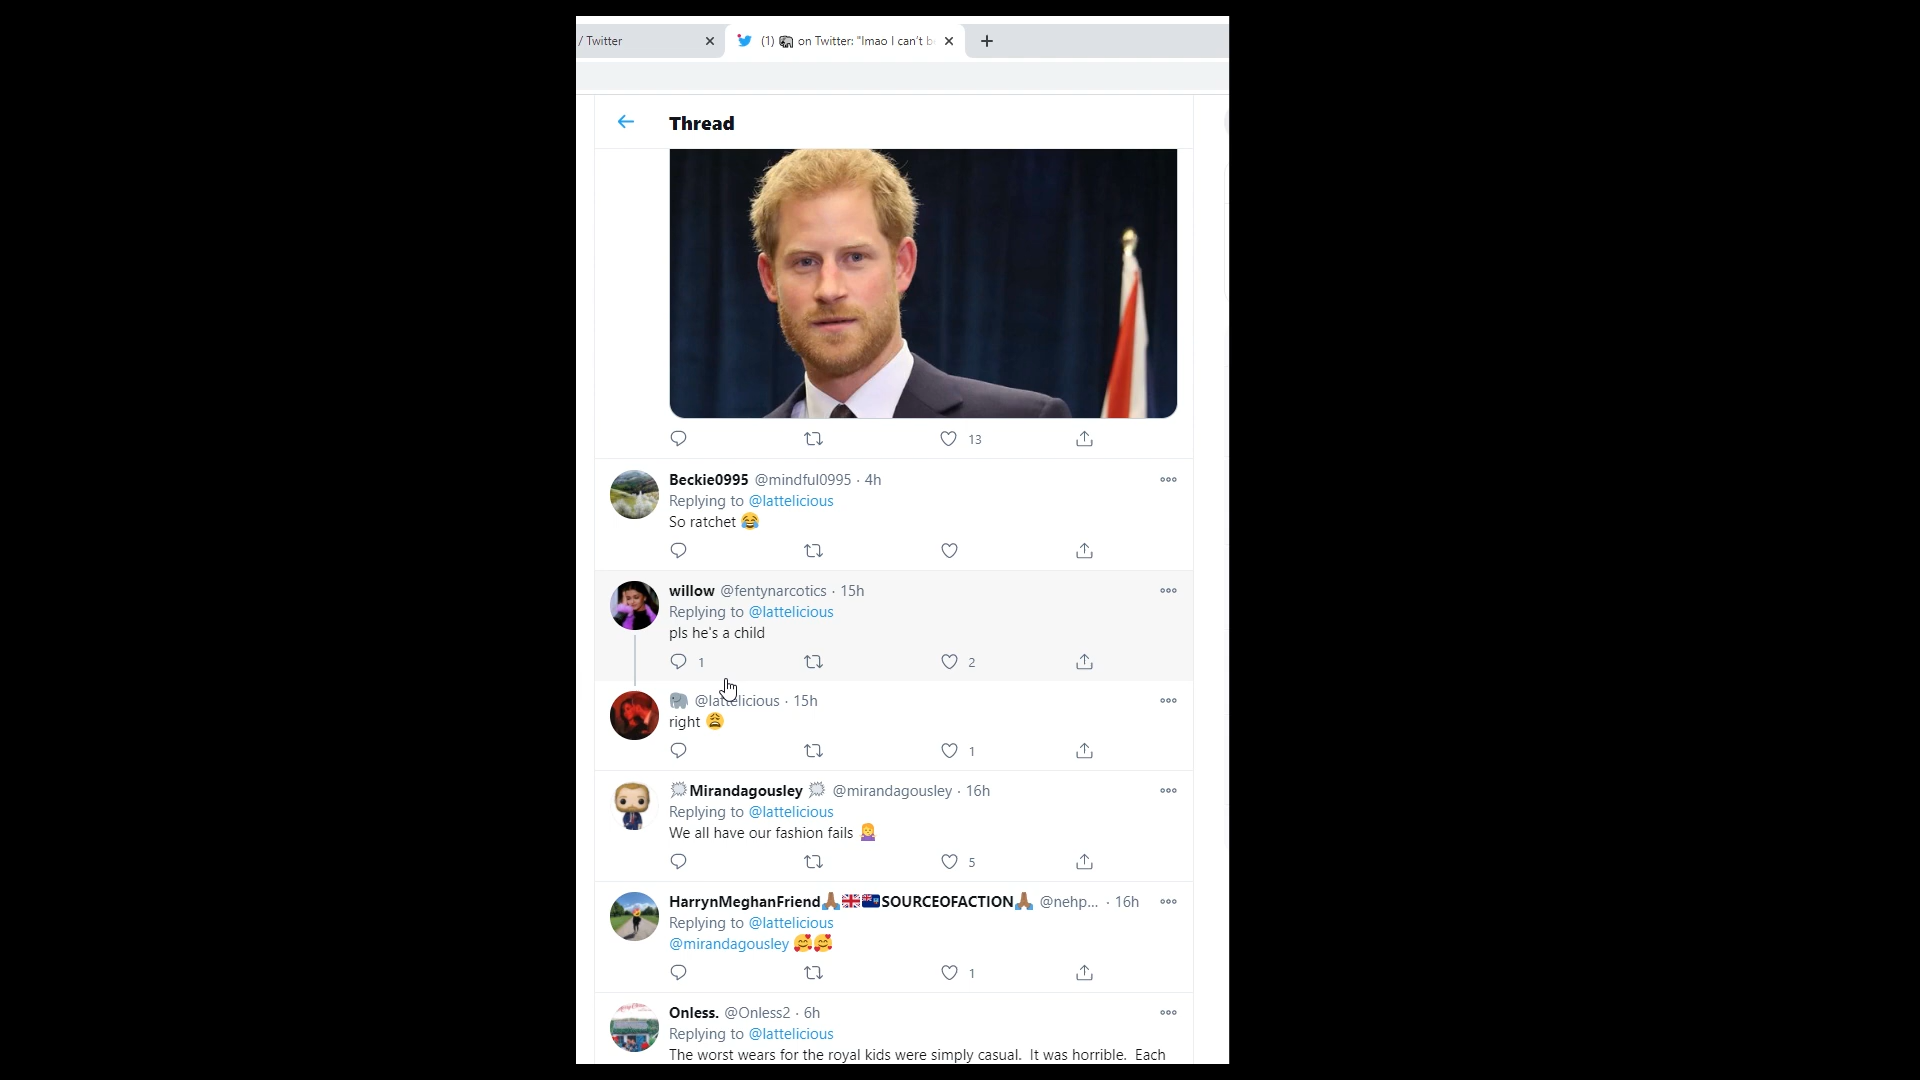 / Twitter
(1) on Twitter: "lmao I can't b
Thread
13
Beckie0995 @mindful0995 · 4h
Replying to @lattelicious
So ratchet 😂
willow @fentynarcotics · 15h
Replying to @lattelicious
pls he's a child
1 2
🐘 @lattelicious · 15h
right 😩
1
Mirandagousley @mirandagousley · 16h
Replying to @lattelicious
We all have our fashion fails
5
HarrynMeghanFriend🙏🏽🇬🇧SOURCEOFACTION🙏🏽 @nehp... · 16h
Replying to @lattelicious
@mirandagousley 🥰🥰
1
Onless. @Onless2 · 6h
Replying to @lattelicious
The worst wears for the royal kids were simply casual. It was horrible. Each